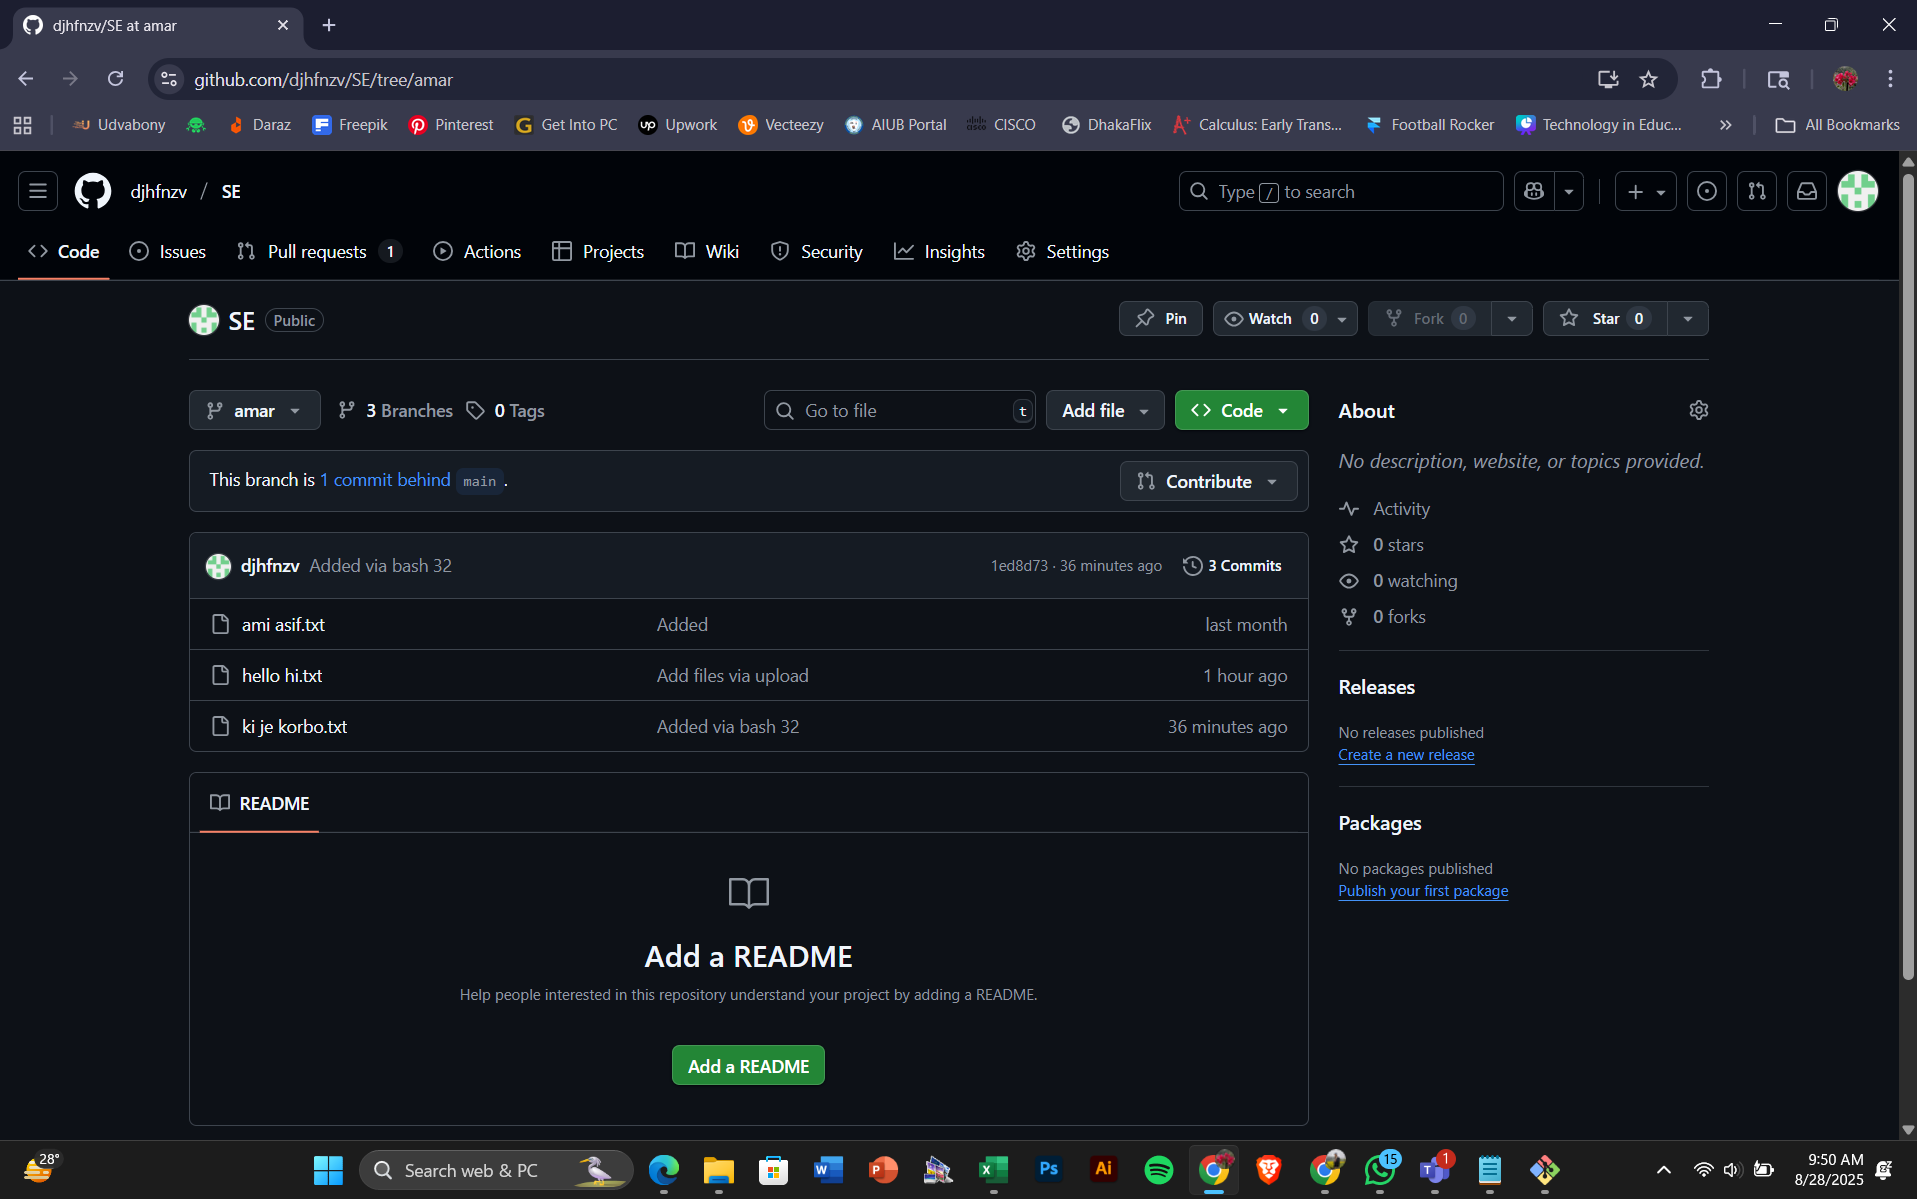 djhfnzv/SE at amar
github.com/djhfnzv/SE/tree/amar
Udvabony Daraz Freepik Pinterest Get Into PC Upwork Vecteezy AIUB Portal CISCO DhakaFlix Calculus: Early Trans... Football Rocker Technology in Educ... All Bookmarks
djhfnzv / SE Type / to search
Code Issues Pull requests 1 Actions Projects Wiki Security Insights Settings
SE Public Pin Watch 0 Fork 0 Star 0
amar 3 Branches 0 Tags Go to file t Add file Code
This branch is 1 commit behind main . Contribute
djhfnzv Added via bash 32 1ed8d73 · 36 minutes ago 3 Commits
ami asif.txt Added last month
hello hi.txt Add files via upload 1 hour ago
ki je korbo.txt Added via bash 32 36 minutes ago
README
Add a README
Help people interested in this repository understand your project by adding a README.
Add a README
About
No description, website, or topics provided.
Activity
0 stars
0 watching
0 forks
Releases
No releases published
Create a new release
Packages
No packages published
Publish your first package
28° Search web & PC W P X Ps Ai 15 T 1 9:50 AM
8/28/2025